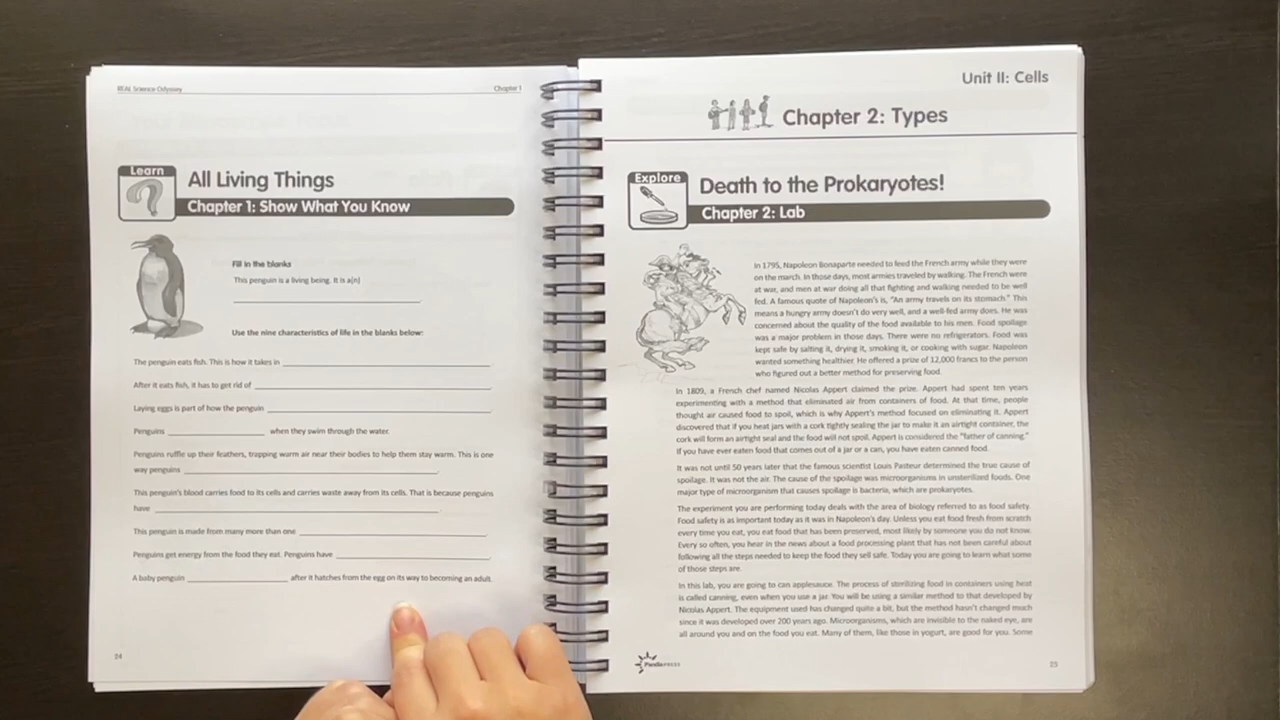 REAL Science Odyssey
Chapter 1
Learn
All Living Things
Chapter 1: Show What You Know
Fill in the blanks
This penguin is a living being. It is a(n)
Use the nine characteristics of life in the blanks below:
The penguin eats fish. This is how it takes in
After it eats fish, it has to get rid of
Laying eggs is part of how the penguin
Penguins when they swim through the water.
Penguins ruffle up their feathers, trapping warm air near their bodies to help them stay warm. This is one
way penguins
This penguin's blood carries food to its cells and carries waste away from its cells. That is because penguins
have
This penguin is made from many more than one
Penguins get energy from the food they eat. Penguins have
A baby penguin after it hatches from the egg on its way to becoming an adult.
24
Unit II: Cells
Chapter 2: Types
Explore
Death to the Prokaryotes!
Chapter 2: Lab
In 1795, Napoleon Bonaparte needed to feed the French army while they were
on the march. In those days, most armies traveled by walking. The French were
at war, and men at war doing all that fighting and walking needed to be well
fed. A famous quote of Napoleon's is, "An army travels on its stomach." This
means a hungry army doesn't do very well, and a well-fed army does. He was
concerned about the quality of the food available to his men. Food spoilage
was a major problem in those days. There were no refrigerators. Food was
kept safe by salting it, drying it, smoking it, or cooking with sugar. Napoleon
wanted something healthier. He offered a prize of 12,000 francs to the person
who figured out a better method for preserving food.
In 1809, a French chef named Nicolas Appert claimed the prize. Appert had spent ten years
experimenting with a method that eliminated air from containers of food. At that time, people
thought air caused food to spoil, which is why Appert's method focused on eliminating it. Appert
discovered that if you heat jars with a cork tightly sealing the jar to make it an airtight container, the
cork will form an airtight seal and the food will not spoil. Appert is considered the "father of canning."
If you have ever eaten food that comes out of a jar or a can, you have eaten canned food.
It was not until 50 years later that the famous scientist Louis Pasteur determined the true cause of
spoilage. It was not the air. The cause of the spoilage was microorganisms in unsterilized foods. One
major type of microorganism that causes spoilage is bacteria, which are prokaryotes.
The experiment you are performing today deals with the area of biology referred to as food safety.
Food safety is as important today as it was in Napoleon's day. Unless you eat food fresh from scratch
every time you eat, you eat food that has been preserved, most likely by someone you do not know.
Every so often, you hear in the news about a food processing plant that has not been careful about
following all the steps needed to keep the food they sell safe. Today you are going to learn what some
of those steps are.
In this lab, you are going to can applesauce. The process of sterilizing food in containers using heat
is called canning, even when you use a jar. You will be using a similar method to that developed by
Nicolas Appert. The equipment used has changed quite a bit, but the method hasn't changed much
since it was developed over 200 years ago. Microorganisms, which are invisible to the naked eye, are
all around you and on the food you eat. Many of them, like those in yogurt, are good for you. Some
Pandia PRESS
25